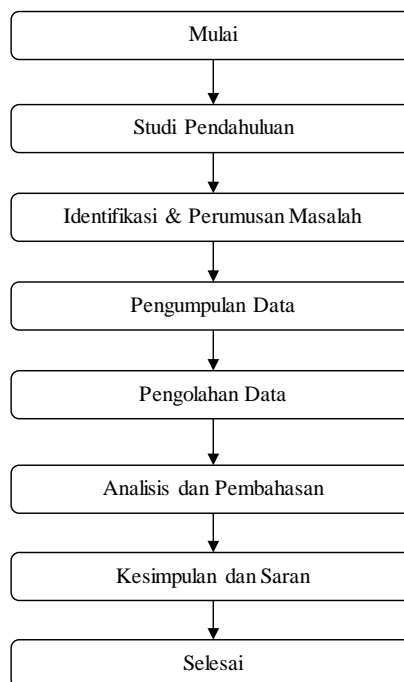 Mulai
Studi Pendahuluan
Identifikasi & Perumusan Masalah
Pengumpulan Data
Pengolahan Data
Analisis dan Pembahasan
Kesimpulan dan Saran
Selesai